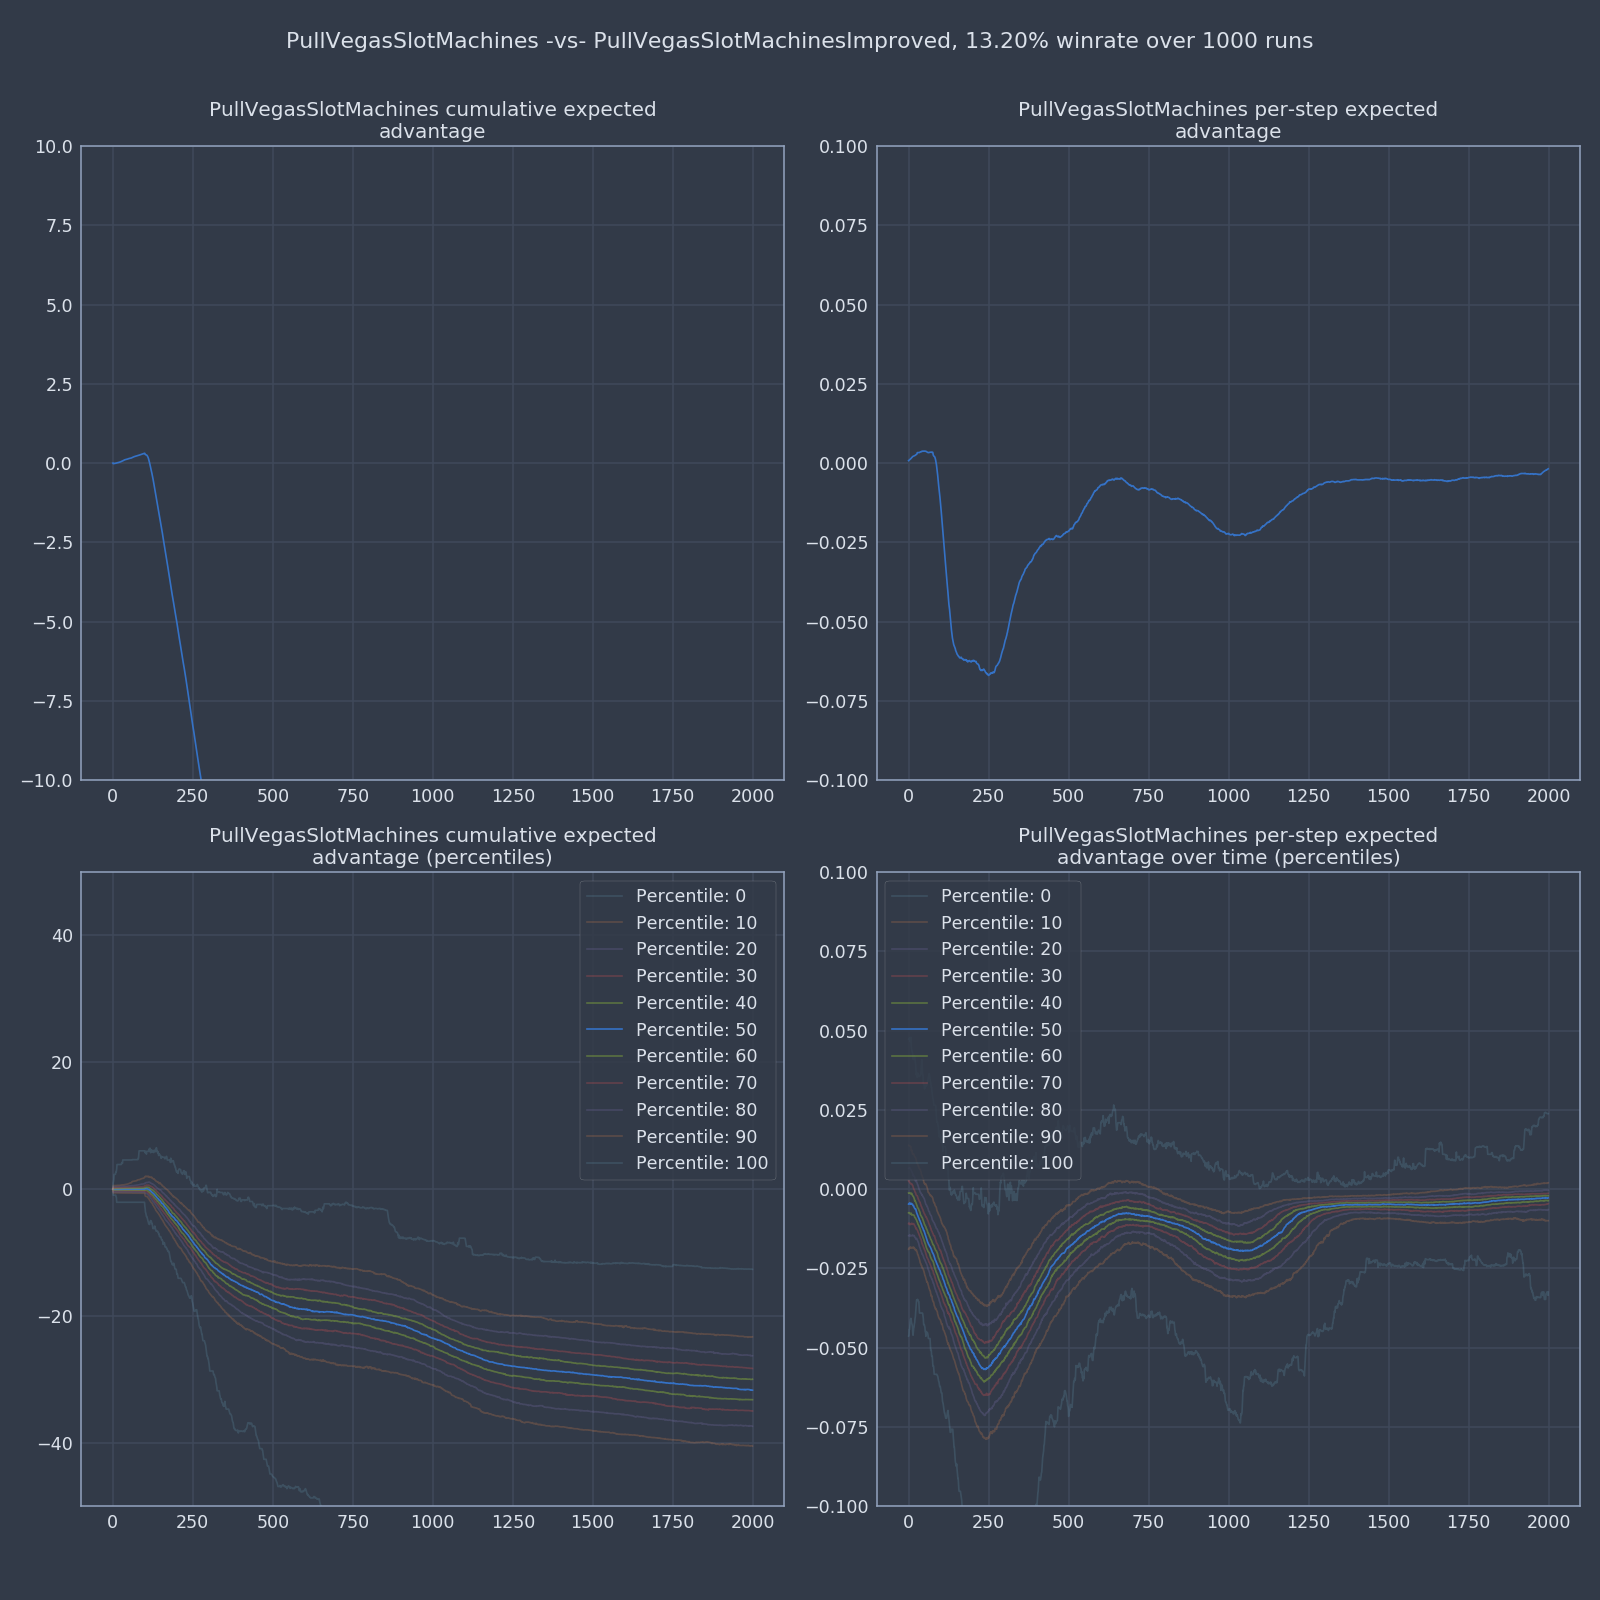 PullVegasSlotMachines -vs- PullVegasSlotMachinesImproved, 13.20% winrate over 1000 runs
PullVegasSlotMachines cumulative expected
advantage
10.0
7.5
5.0
2.5
0.0
−2.5
−5.0
−7.5
−10.0
0 250 500 750 1000 1250 1500 1750 2000
PullVegasSlotMachines per-step expected
advantage
0.100
0.075
0.050
0.025
0.000
−0.025
−0.050
−0.075
−0.100
0 250 500 750 1000 1250 1500 1750 2000
PullVegasSlotMachines cumulative expected
advantage (percentiles)
40
20
0
−20
−40
Percentile: 0
Percentile: 10
Percentile: 20
Percentile: 30
Percentile: 40
Percentile: 50
Percentile: 60
Percentile: 70
Percentile: 80
Percentile: 90
Percentile: 100
0 250 500 750 1000 1250 1500 1750 2000
PullVegasSlotMachines per-step expected
advantage over time (percentiles)
0.100
0.075
0.050
0.025
0.000
−0.025
−0.050
−0.075
−0.100
Percentile: 0
Percentile: 10
Percentile: 20
Percentile: 30
Percentile: 40
Percentile: 50
Percentile: 60
Percentile: 70
Percentile: 80
Percentile: 90
Percentile: 100
0 250 500 750 1000 1250 1500 1750 2000